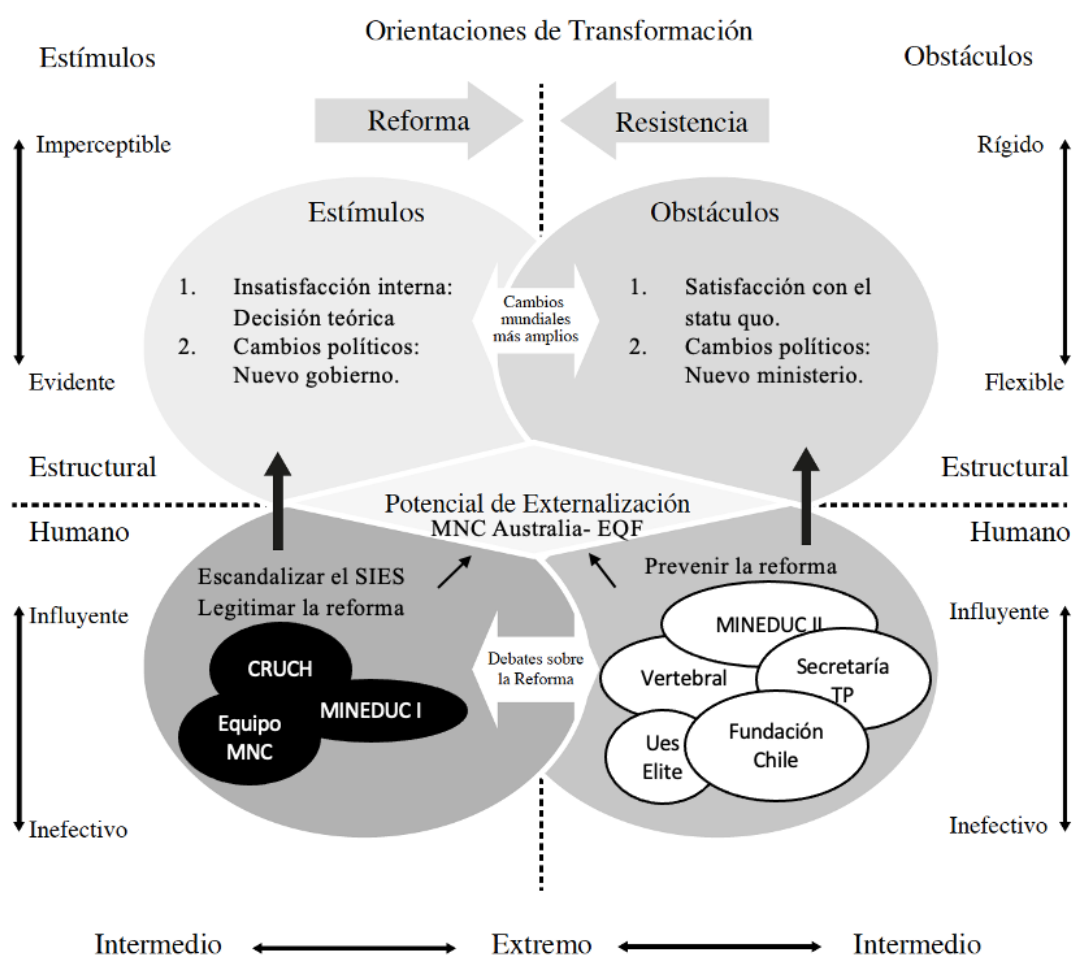 Orientaciones de Transformación
Estímulos
Obstáculos
Reforma
Resistencia
Imperceptible
Rígido
Estímulos
Obstáculos
1. Insatisfacción interna:
Decisión teórica
2. Cambios políticos:
Nuevo gobierno.
Cambios
mundiales
más amplios
1. Satisfacción con el
statu quo.
2. Cambios políticos:
Nuevo ministerio.
Evidente
Flexible
Estructural
Estructural
Potencial de Externalización
MNC Australia- EQF
Humano
Humano
Escandalizar el SIES
Legitimar la reforma
Prevenir la reforma
Influyente
Influyente
CRUCH
MINEDUC I
Equipo
MNC
Debates sobre
la Reforma
MINEDUC II
Vertebral
Secretaría
TP
Ues
Elite
Fundación
Chile
Inefectivo
Inefectivo
Intermedio
Extremo
Intermedio